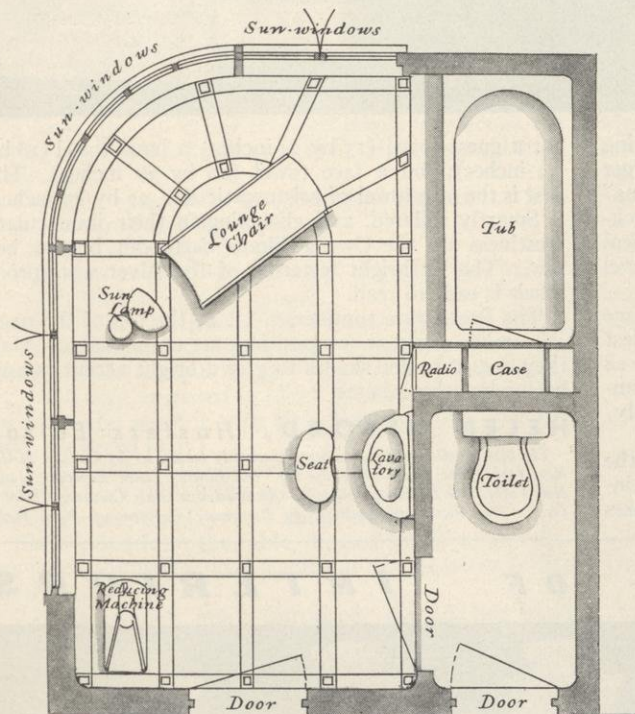 Sun-windows
Sun-windows
Lounge
Chair
Tub
Sun
Lamp
Radio
Case
Sun-windows
Seat
Lava
tory
Toilet
Reducing
Machine
Door
Door
Door